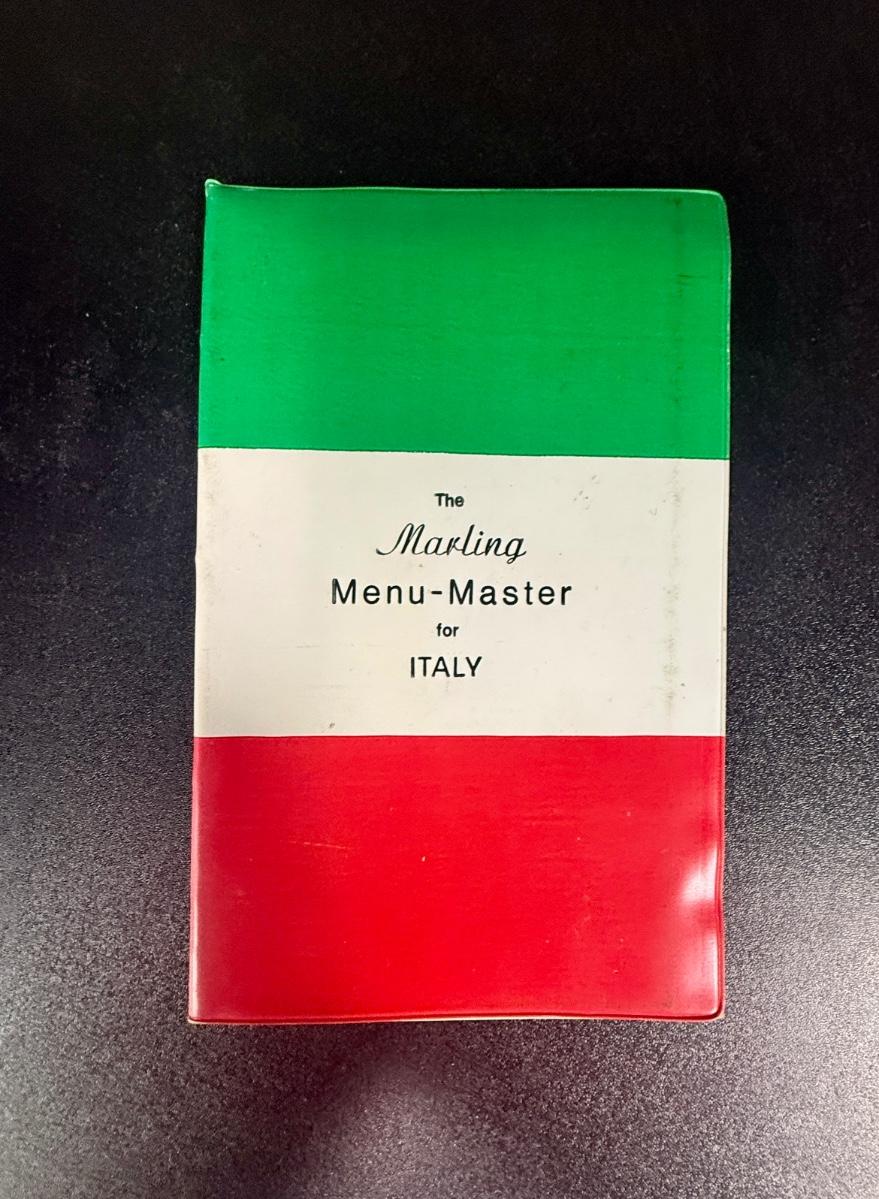 The
Marling
Menu-Master
for
ITALY